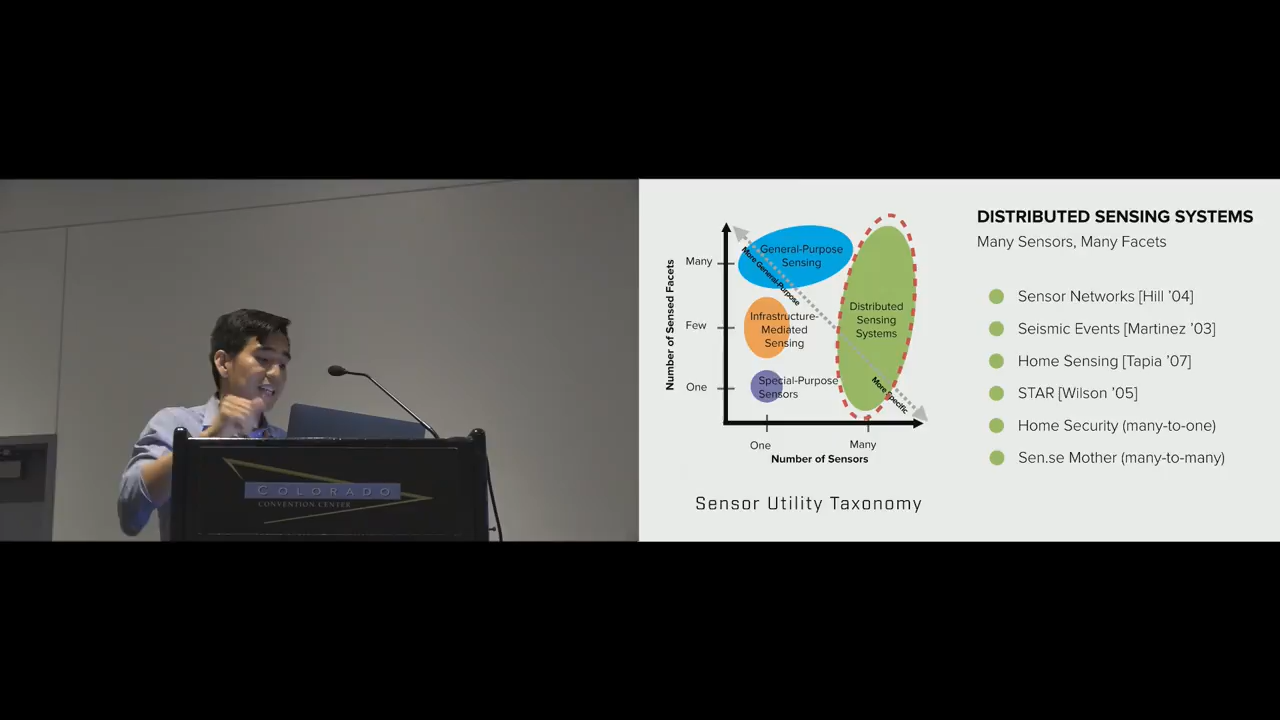 COLORADO
CONVENTION CENTER
Number of Sensed Facets
Many
Few
One
General-Purpose
Sensing
More General-Purpose
Infrastructure-
Mediated
Sensing
Special-Purpose
Sensors
Distributed
Sensing
Systems
More Specific
One
Many
Number of Sensors
Sensor Utility Taxonomy
DISTRIBUTED SENSING SYSTEMS
Many Sensors, Many Facets
Sensor Networks [Hill ’04]
Seismic Events [Martinez ’03]
Home Sensing [Tapia ’07]
STAR [Wilson ’05]
Home Security (many-to-one)
Sen.se Mother (many-to-many)